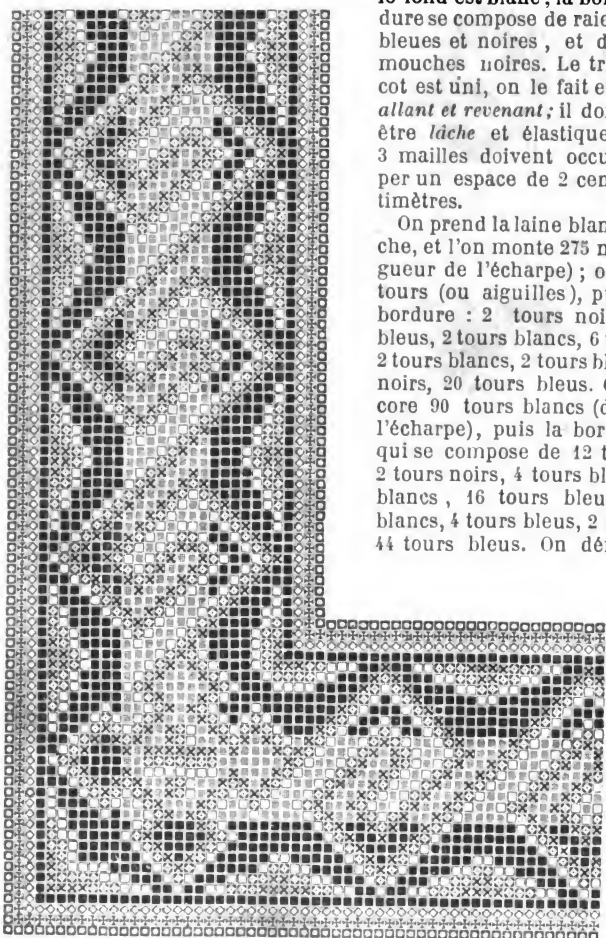 le fond est blanc ; la bor
dure se compose de raie
bleues et noires, et d
mouches noires. Le tr
cot est uni, on le fait e
allant et revenant; il do
être lâche et élastique
3 mailles doivent occu
per un espace de 2 cen
timètres.
On prend la laine blan
che, et l'on monte 275 m
gueur de l'écharpe) ; o
tours (ou aiguilles), p
bordure : 2 tours noi
bleus, 2 tours blancs, 6
2 tours blancs, 2 tours bl
noirs, 20 tours bleus.
core 90 tours blancs (d
l'écharpe), puis la bor
qui se compose de 12 t
2 tours noirs, 4 tours bl
blancs, 16 tours bleu
blancs, 4 tours bleus, 2
44 tours bleus. On dé